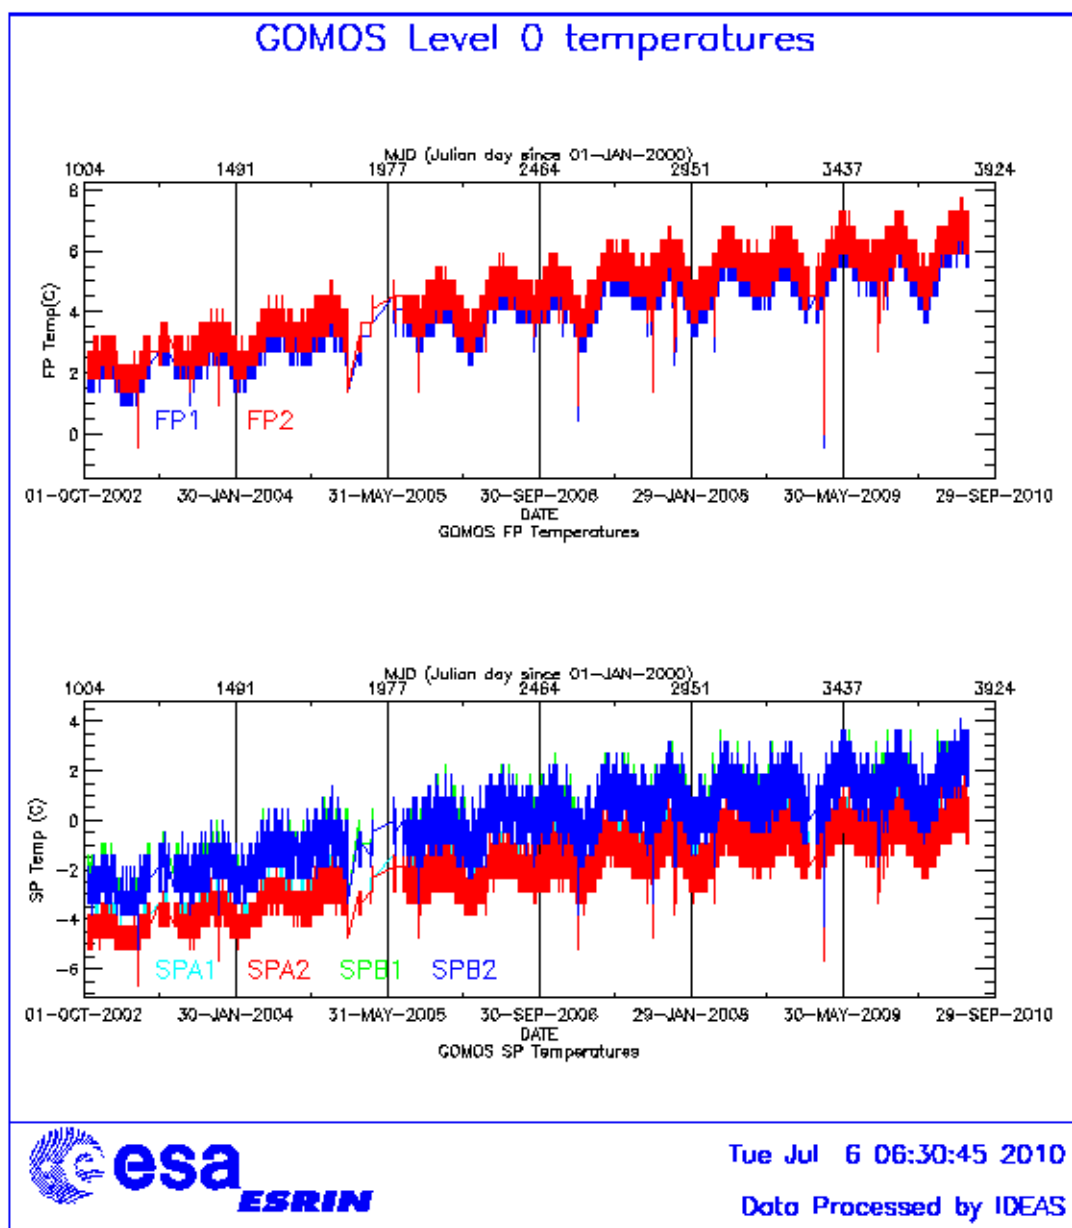 GOMOS Level 0 temperatures
MJD (Julian day since 01-JAN-2000)
1004 1491 1977 2464 2951 3437 3924
8
6
4
2
0
FP Temp(C)
FP1 FP2
01-OCT-2002 30-JAN-2004 31-MAY-2005 30-SEP-2006 29-JAN-2008 30-MAY-2009 29-SEP-2010
DATE
GOMOS FP Temperatures
MJD (Julian day since 01-JAN-2000)
1004 1491 1977 2464 2951 3437 3924
4
2
0
-2
-4
-6
SP Temp (C)
SPA1 SPA2 SPB1 SPB2
01-OCT-2002 30-JAN-2004 31-MAY-2005 30-SEP-2006 29-JAN-2008 30-MAY-2009 29-SEP-2010
DATE
GOMOS SP Temperatures
esa
ESRIN
Tue Jul 6 06:30:45 2010
Data Processed by IDEAS